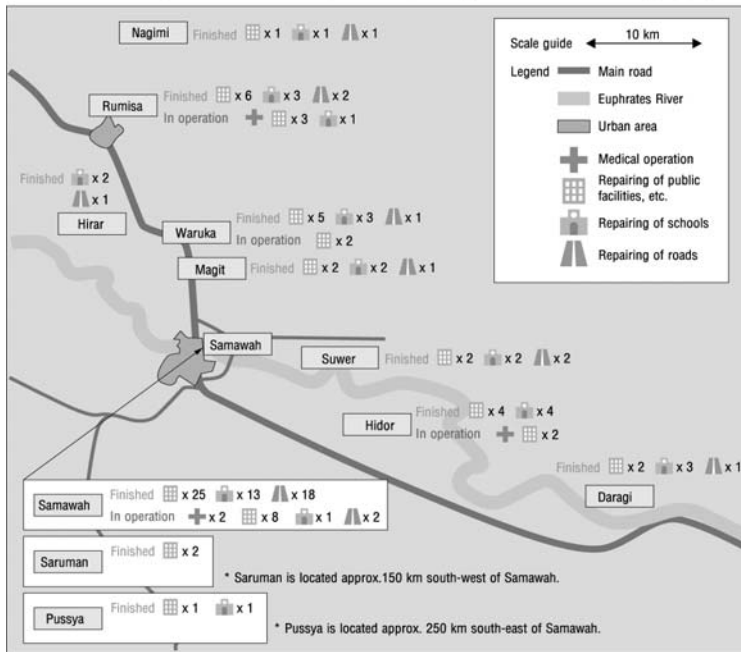 Nagimi Finished x 1 x 1 x 1
Scale guide 10 km
Legend Main road
Euphrates River
Urban area
Medical operation
Repairing of public
facilities, etc.
Repairing of schools
Repairing of roads
Rumisa
Finished x 6 x 3 x 2
In operation x 3 x 1
Finished x 2
x 1
Hirar
Waruka
Finished x 5 x 3 x 1
In operation x 2
Magit Finished x 2 x 2 x 1
Samawah
Suwer Finished x 2 x 2 x 2
Hidor
Finished x 4 x 4
In operation x 2
Finished x 2 x 3 x 1
Daragi
Samawah
Finished x 25 x 13 x 18
In operation x 2 x 8 x 1 x 2
Saruman Finished x 2
* Saruman is located approx.150 km south-west of Samawah.
Pussya Finished x 1 x 1
* Pussya is located approx. 250 km south-east of Samawah.